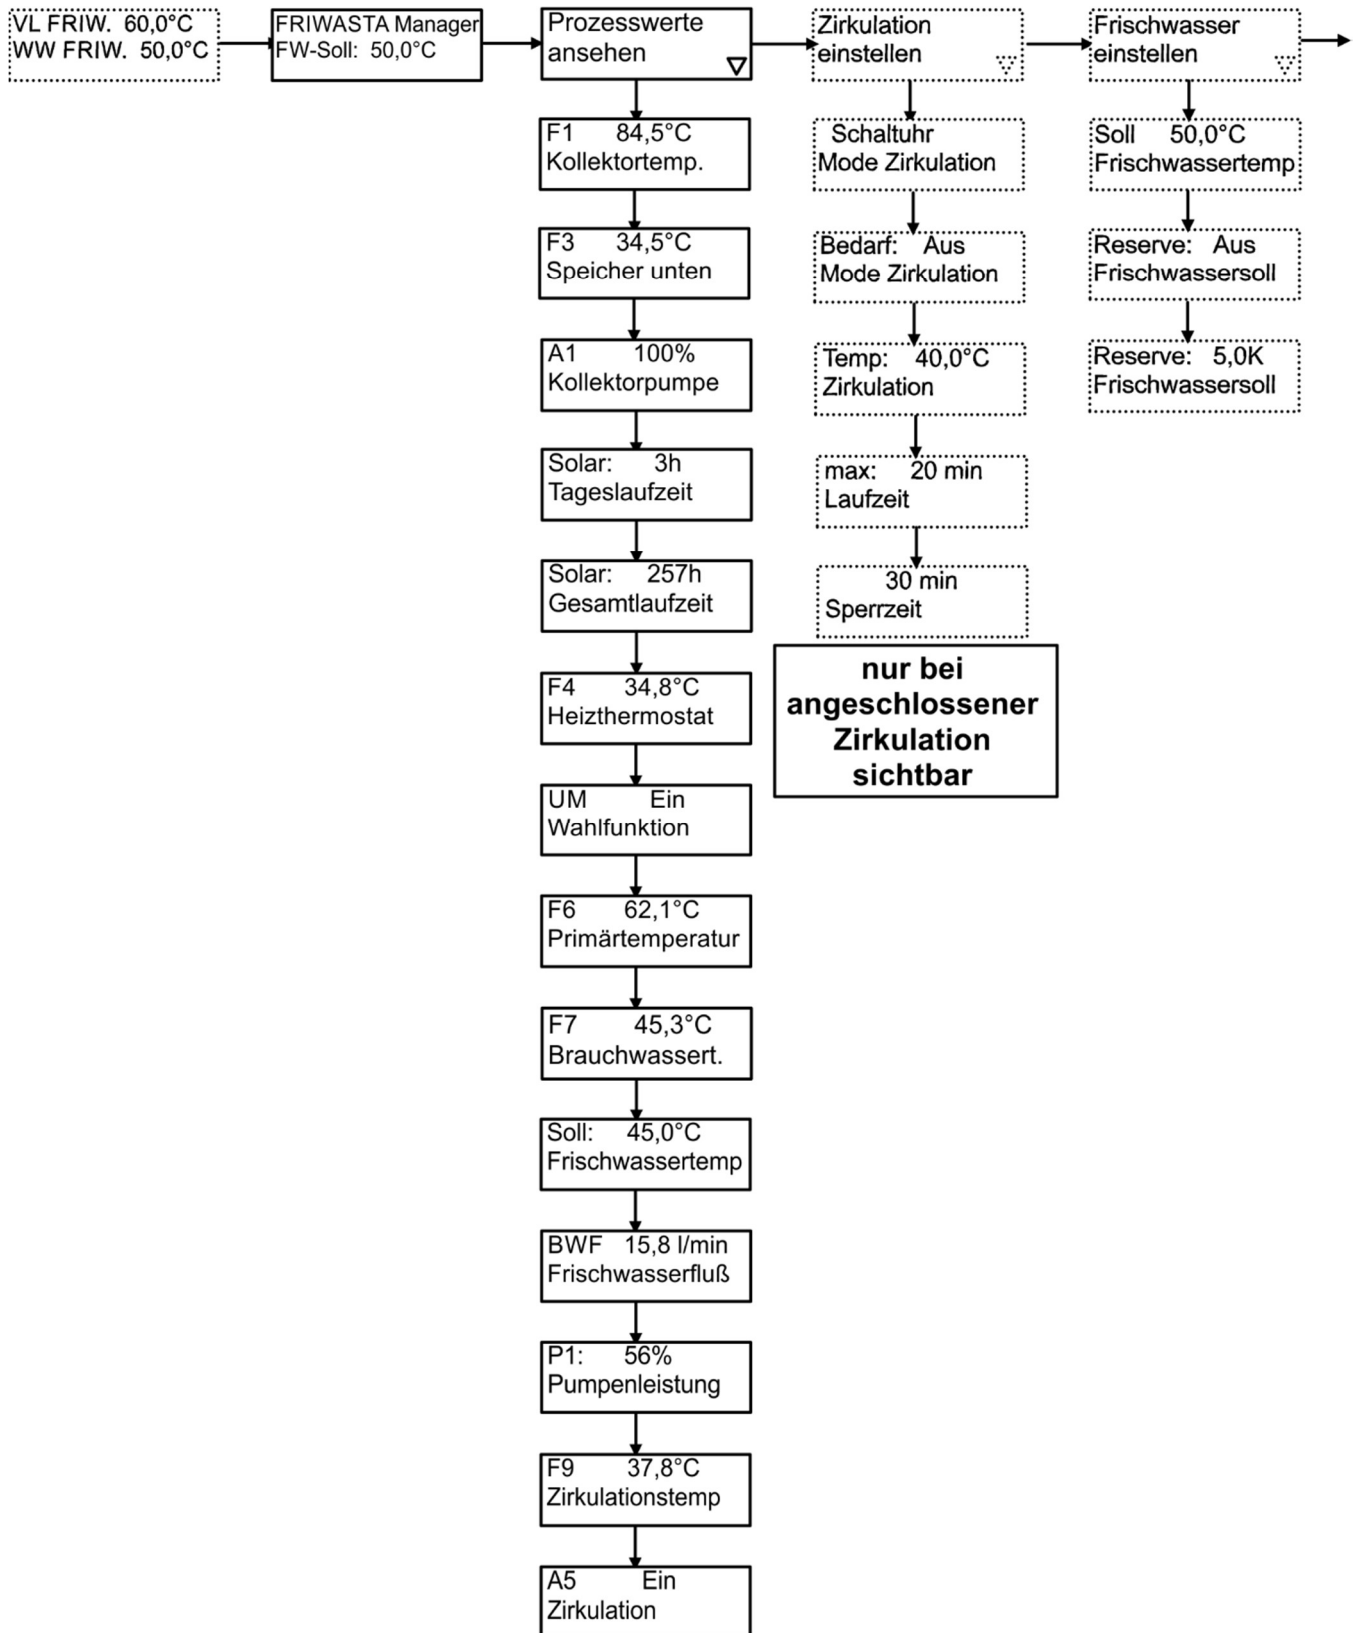 VL FRIW. 60,0°C
WW FRIW. 50,0°C
FRIWASTA Manager
FW-Soll: 50,0°C
Prozesswerte
ansehen
Zirkulation
einstellen
Frischwasser
einstellen
F1 84,5°C
Kollektortemp.
F3 34,5°C
Speicher unten
A1 100%
Kollektorpumpe
Solar: 3h
Tageslaufzeit
Solar: 257h
Gesamtlaufzeit
F4 34,8°C
Heizthermostat
UM Ein
Wahlfunktion
F6 62,1°C
Primärtemperatur
F7 45,3°C
Brauchwassert.
Soll: 45,0°C
Frischwassertemp
BWF 15,8 l/min
Frischwasserfluß
P1: 56%
Pumpenleistung
F9 37,8°C
Zirkulationstemp
A5 Ein
Zirkulation
Schaltuhr
Mode Zirkulation
Bedarf: Aus
Mode Zirkulation
Temp: 40,0°C
Zirkulation
max: 20 min
Laufzeit
30 min
Sperrzeit
nur bei
angeschlossener
Zirkulation
sichtbar
Soll 50,0°C
Frischwassertemp
Reserve: Aus
Frischwassersoll
Reserve: 5,0K
Frischwassersoll